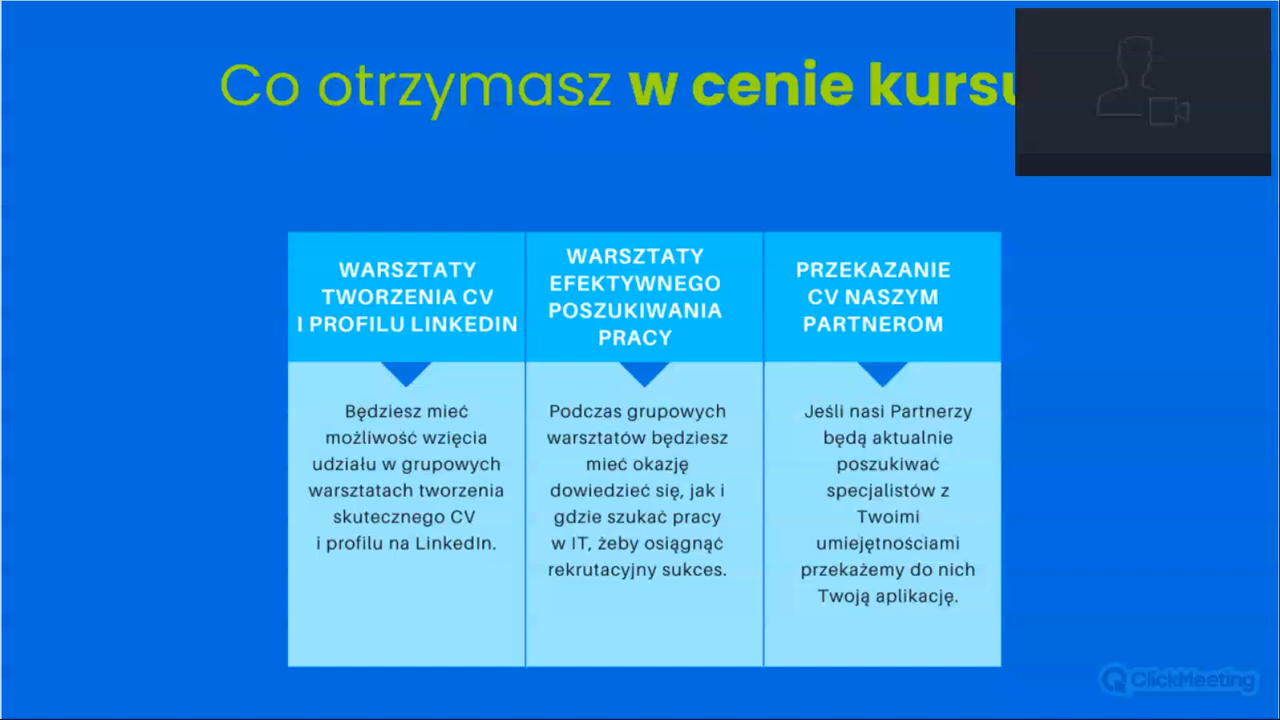 Co otrzymasz w cenie kursu
WARSZTATY
TWORZENIA CV
I PROFILU LINKEDIN
Będziesz mieć
możliwość wzięcia
udziału w grupowych
warsztatach tworzenia
skutecznego CV
i profilu na LinkedIn.
WARSZTATY
EFEKTYWNEGO
POSZUKIWANIA
PRACY
Podczas grupowych
warsztatów będziesz
mieć okazję
dowiedzieć się, jak i
gdzie szukać pracy
w IT, żeby osiągnąć
rekrutacyjny sukces.
PRZEKAZANIE
CV NASZYM
PARTNEROM
Jeśli nasi Partnerzy
będą aktualnie
poszukiwać
specjalistów z
Twoimi
umiejętnościami
przekażemy do nich
Twoją aplikację.
ClickMeeting